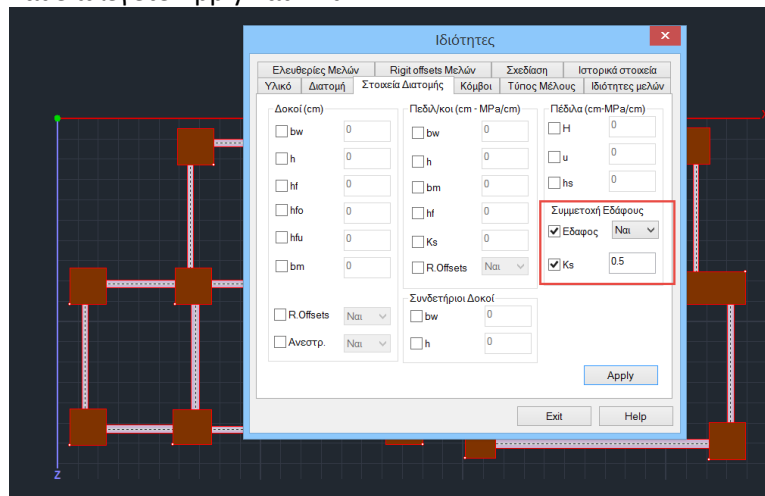 Ιδιότητες
x
Ελευθερίες Μελών Rigit offsets Μελών Σχεδίαση Ιστορικά στοιχεία
Υλικό Διατομή Στοιχεία Διατομής Κόμβοι Τύπος Μέλους Ιδιότητες μελών
Δοκοί (cm)
bw 0
h 0
hf 0
hfo 0
hfu 0
bm 0
R.Offsets Ναι
Ανεστρ. Ναι
Πεδιλ/κοι (cm - MPa/cm)
bw 0
h 0
bm 0
hf 0
Ks 0
R.Offsets Ναι
Συνδετήριοι Δοκοί
bw 0
h 0
Πέδιλα (cm-MPa/cm)
H 0
u 0
hs 0
Συμμετοχή Εδάφους
Εδαφος Ναι
Ks 0.5
Apply
Exit Help
Z